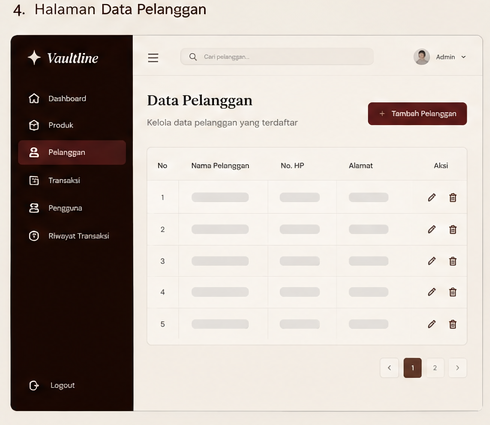 4. Halaman Data Pelanggan
Vaultline
Cari pelanggan...
Admin
Dashboard
Produk
Pelanggan
Transaksi
Pengguna
Riwayat Transaksi
Logout
Data Pelanggan
Kelola data pelanggan yang terdaftar
+ Tambah Pelanggan
No Nama Pelanggan No. HP Alamat Aksi
1
2
3
4
5
< 1 2 >